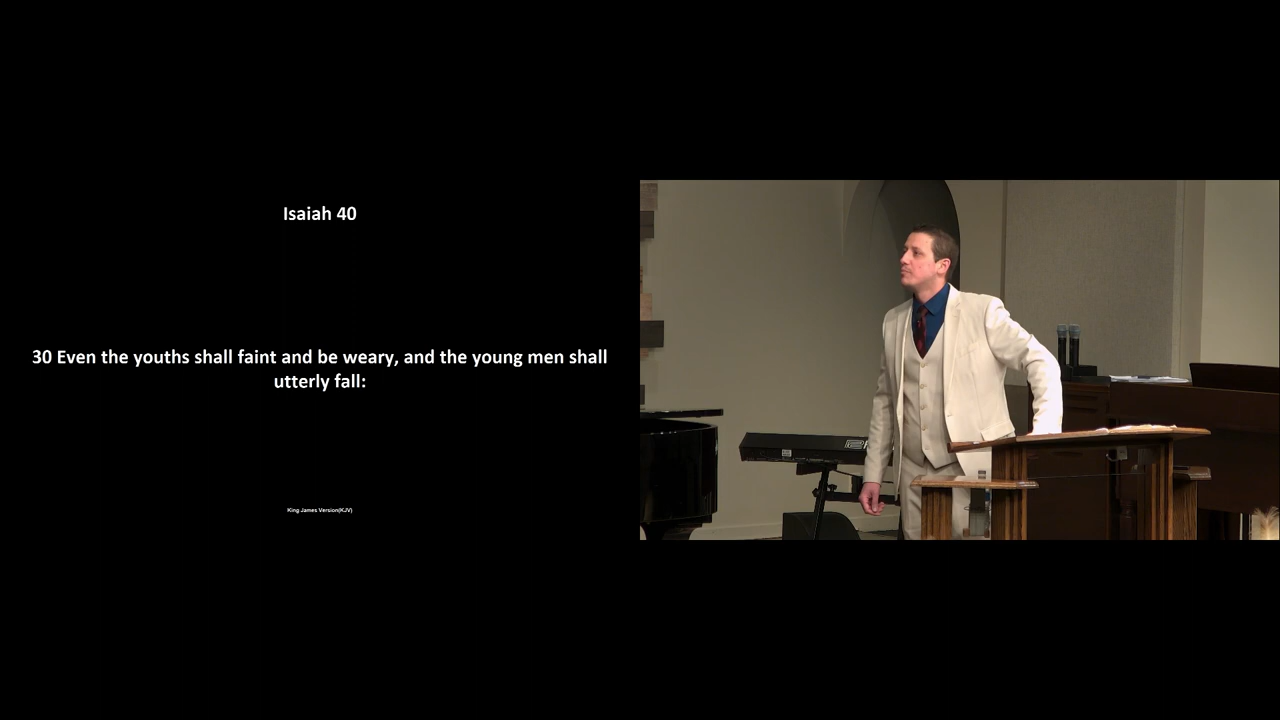 Isaiah 40
30 Even the youths shall faint and be weary, and the young men shall
utterly fall:
King James Version(KJV)